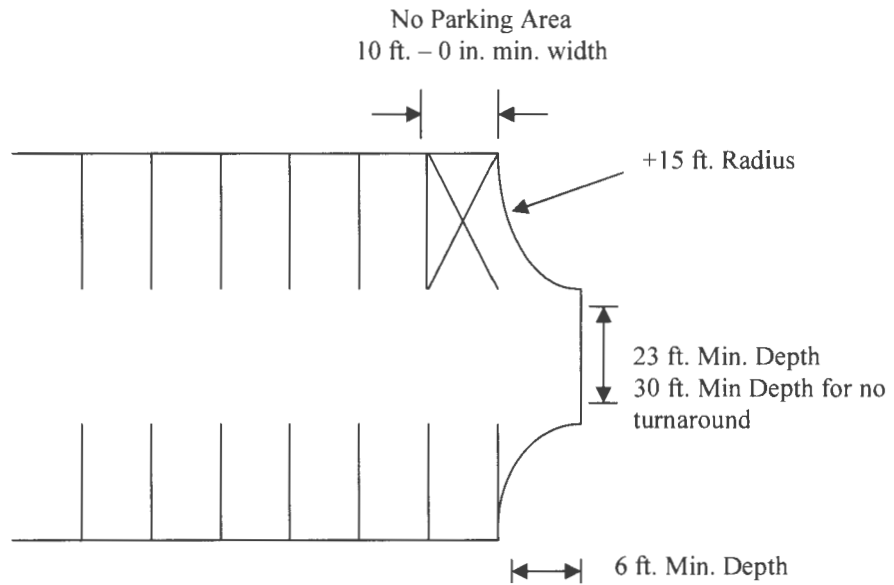 No Parking Area
10 ft. – 0 in. min. width
+15 ft. Radius
23 ft. Min. Depth
30 ft. Min Depth for no
turnaround
6 ft. Min. Depth